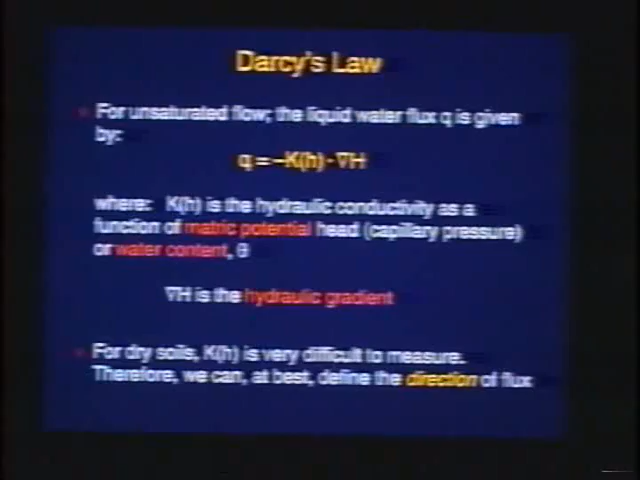 Darcy's Law
For unsaturated flow, the liquid water flux q is given
by:
q = –K(h) · ∇H
where: K(h) is the hydraulic conductivity as a
function of matric potential head (capillary pressure)
or water content, θ
∇H is the hydraulic gradient
For dry soils, K(h) is very difficult to measure.
Therefore, we can, at best, define the direction of flux